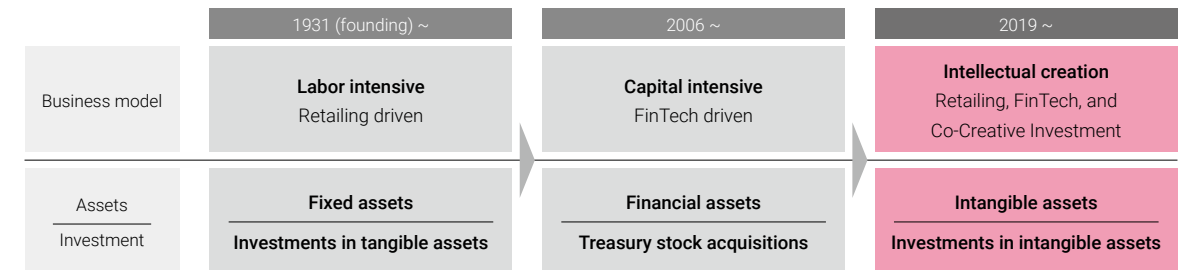 1931 (founding) ~
2006 ~
2019 ~
Business model
Labor intensive
Retailing driven
Capital intensive
FinTech driven
Intellectual creation
Retailing, FinTech, and
Co-Creative Investment
Assets
Investment
Fixed assets
Investments in tangible assets
Financial assets
Treasury stock acquisitions
Intangible assets
Investments in intangible assets